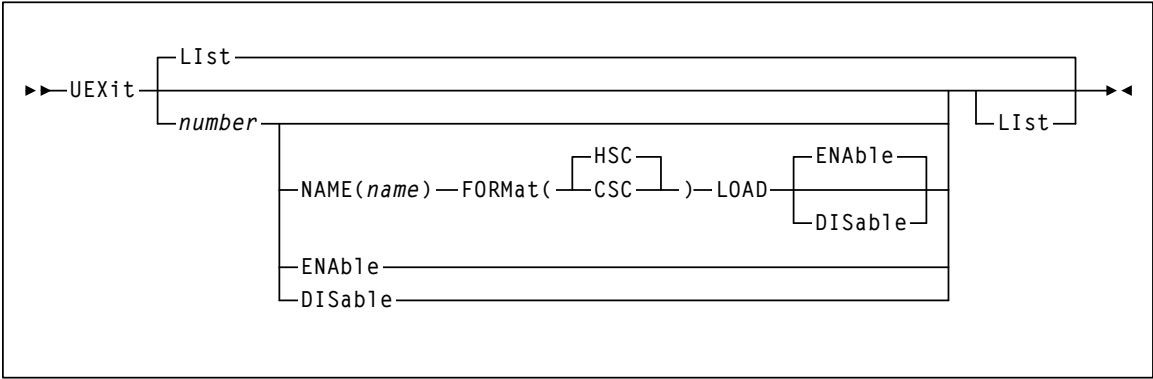 LIst
UEXit
number LIst
HSC ENAble
NAME(name) FORMat( CSC ) LOAD
DISable
ENAble
DISable